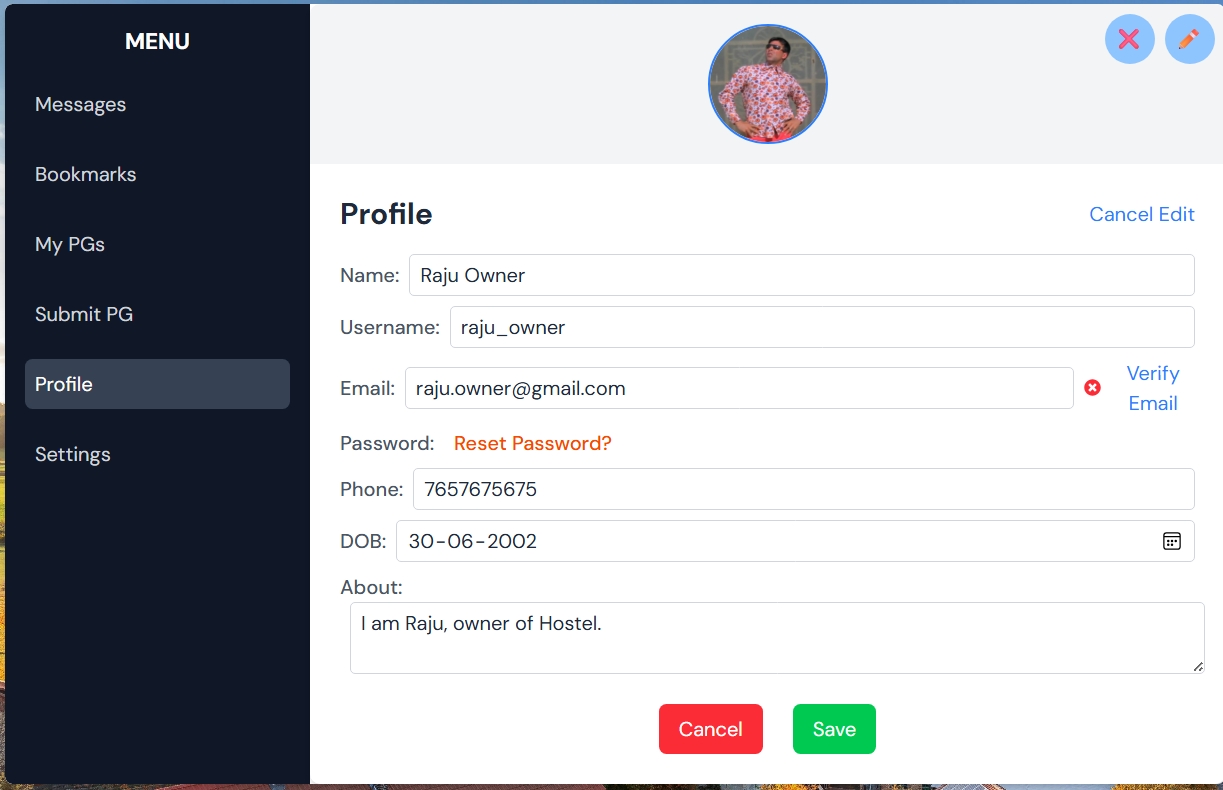 MENU
Messages
Bookmarks
My PGs
Submit PG
Profile
Settings
Profile
Cancel Edit
Name: Raju Owner
Username: raju_owner
Email: raju.owner@gmail.com
Verify
Email
Password: Reset Password?
Phone: 7657675675
DOB: 30-06-2002
About:
I am Raju, owner of Hostel.
Cancel
Save